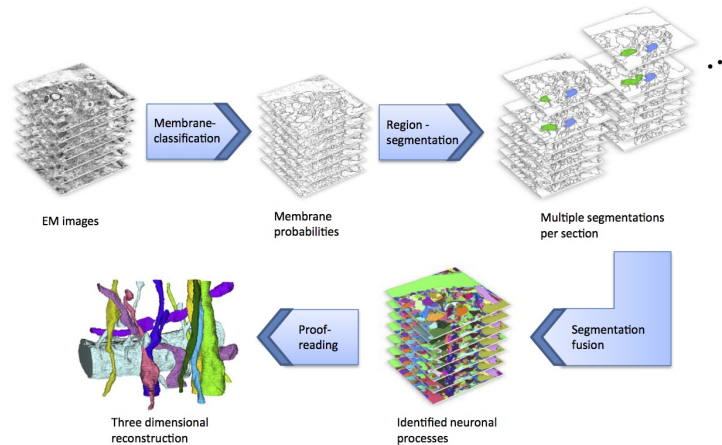 Membrane-
classification
Region -
segmentation
EM images
Membrane
probabilities
Multiple segmentations
per section
Segmentation
fusion
Proof-
reading
Three dimensional
reconstruction
Identified neuronal
processes